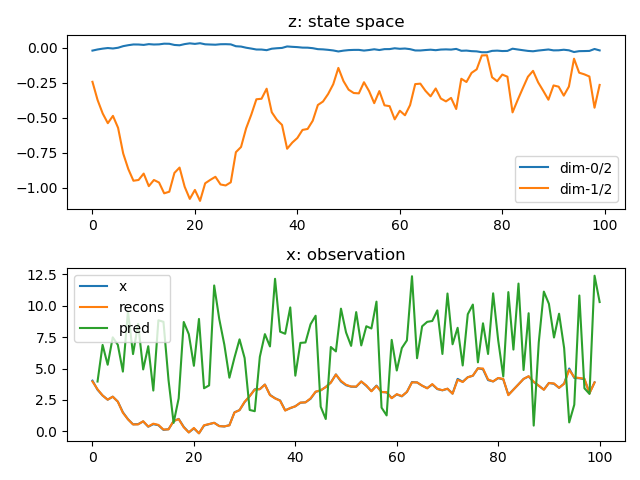 z: state space
0.00
−0.25
−0.50
−0.75
−1.00
dim-0/2
dim-1/2
0 20 40 60 80 100
x: observation
12.5
10.0
7.5
5.0
2.5
0.0
x
recons
pred
0 20 40 60 80 100